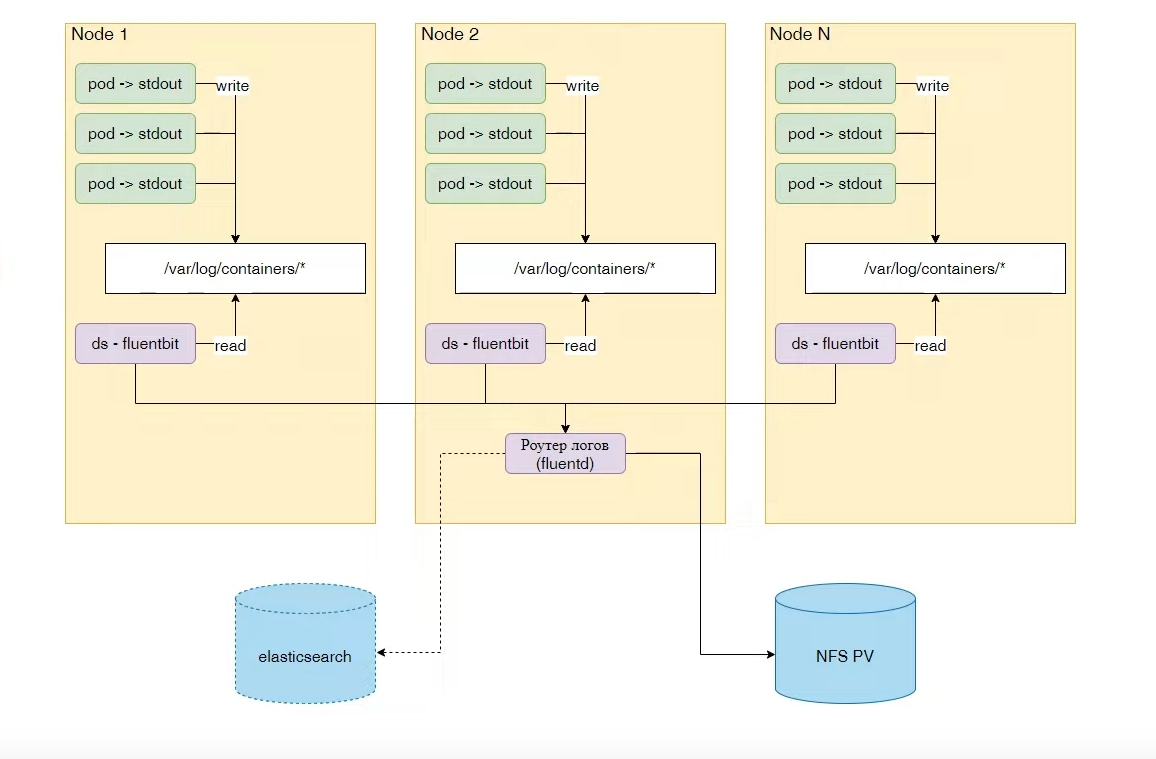 Node 1
Node 2
Node N
pod -> stdout
write
pod -> stdout
write
pod -> stdout
write
pod -> stdout
pod -> stdout
pod -> stdout
pod -> stdout
pod -> stdout
pod -> stdout
/var/log/containers/*
/var/log/containers/*
/var/log/containers/*
ds - fluentbit
read
ds - fluentbit
read
ds - fluentbit
read
Роутер логов
(fluentd)
elasticsearch
NFS PV